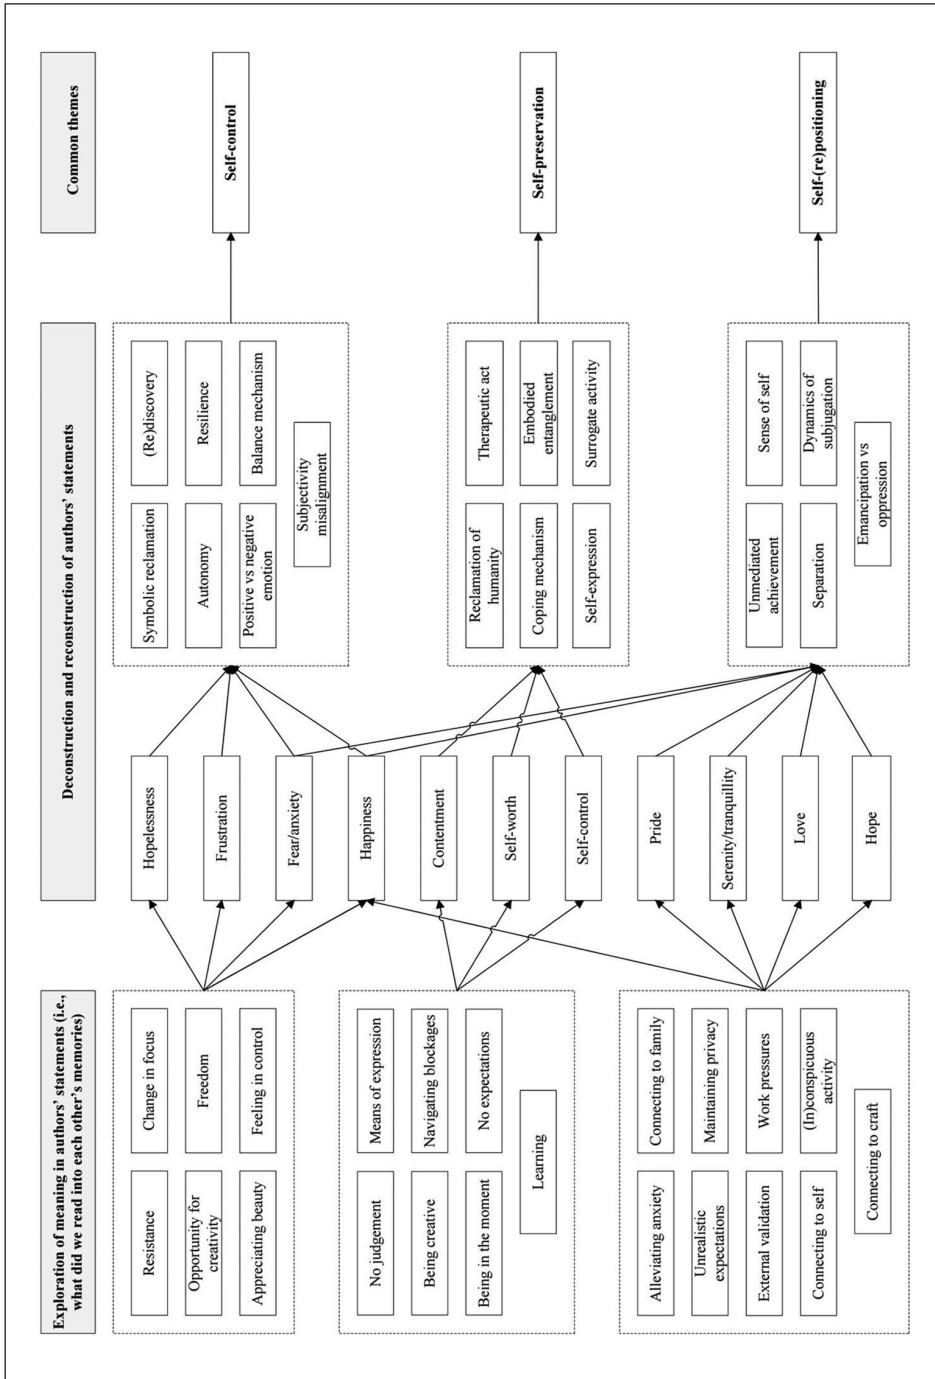 Exploration of meaning in authors’ statements (i.e.,
what did we read into each other’s memories)
Deconstruction and reconstruction of authors’ statements
Common themes
Resistance
Change in focus
Opportunity for
creativity
Freedom
Appreciating beauty
Feeling in control
No judgement
Means of expression
Being creative
Navigating blockages
Being in the moment
No expectations
Learning
Alleviating anxiety
Connecting to family
Unrealistic
expectations
Maintaining privacy
External validation
Work pressures
Connecting to self
(In)conspicuous
activity
Connecting to craft
Hopelessness
Frustration
Fear/anxiety
Happiness
Contentment
Self-worth
Self-control
Pride
Serenity/tranquillity
Love
Hope
Symbolic reclamation
(Re)discovery
Autonomy
Resilience
Positive vs negative
emotion
Balance mechanism
Subjectivity
misalignment
Reclamation of
humanity
Therapeutic act
Coping mechanism
Embodied
entanglement
Self-expression
Surrogate activity
Unmediated
achievement
Sense of self
Separation
Dynamics of
subjugation
Emancipation vs
oppression
Self-control
Self-preservation
Self-(re)positioning